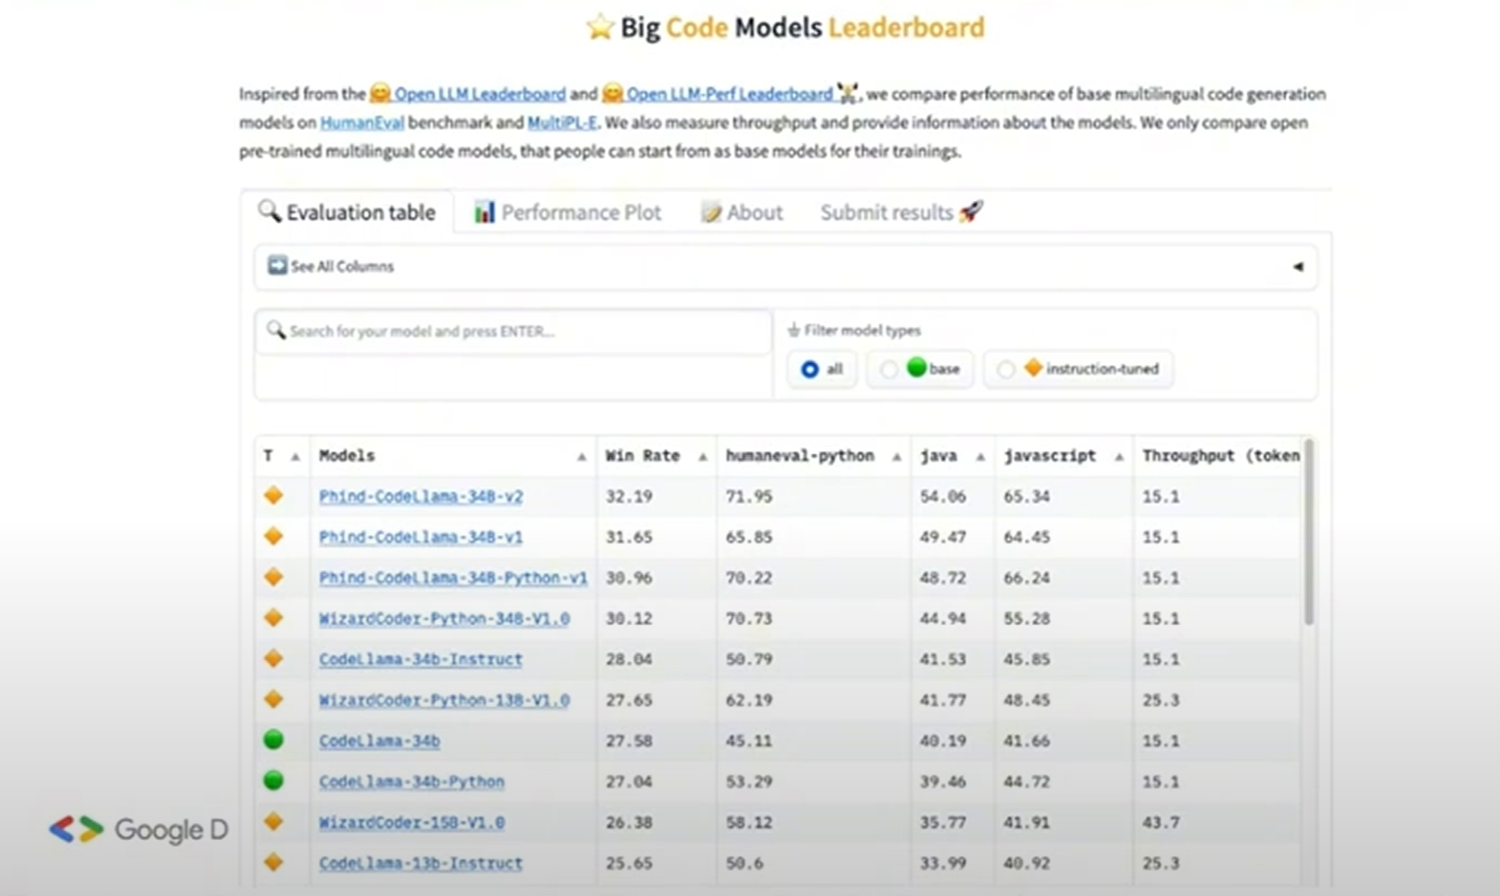 Big Code Models Leaderboard
Inspired from the Open LLM Leaderboard and Open LLM-Perf Leaderboard, we compare performance of base multilingual code generation
models on HumanEval benchmark and MultiPL-E. We also measure throughput and provide information about the models. We only compare open
pre-trained multilingual code models, that people can start from as base models for their trainings.
Evaluation table Performance Plot About Submit results
See All Columns
Search for your model and press ENTER...
Filter model types
all base instruction-tuned
T Models Win Rate humaneval-python java javascript Throughput (token
Phind-CodeLlama-34B-v2 32.19 71.95 54.06 65.34 15.1
Phind-CodeLlama-34B-v1 31.65 65.85 49.47 64.45 15.1
Phind-CodeLlama-34B-Python-v1 30.96 70.22 48.72 66.24 15.1
WizardCoder-Python-34B-V1.0 30.12 70.73 44.94 55.28 15.1
CodeLlama-34b-Instruct 28.04 50.79 41.53 45.85 15.1
WizardCoder-Python-13B-V1.0 27.65 62.19 41.77 48.45 25.3
CodeLlama-34b 27.58 45.11 40.19 41.66 15.1
CodeLlama-34b-Python 27.04 53.29 39.46 44.72 15.1
WizardCoder-15B-V1.0 26.38 58.12 35.77 41.91 43.7
CodeLlama-13b-Instruct 25.65 50.6 33.99 40.92 25.3
Google D